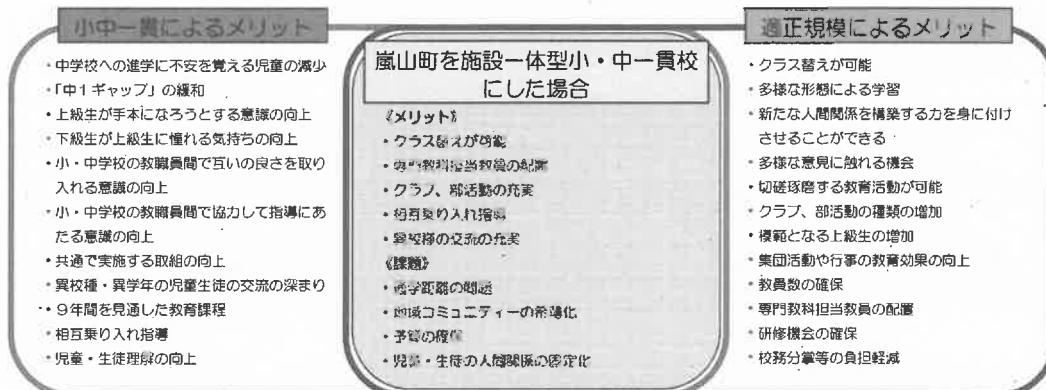 小中一貫によるメリット
・中学校への進学に不安を覚える児童の減少
・「中1ギャップ」の緩和
・上級生が手本になろうとする意識の向上
・下級生が上級生に憧れる気持ちの向上
・小・中学校の教職員間で互いの良さを取り
入れる意識の向上
・小・中学校の教職員間で協力して指導にあ
たる意識の向上
・共通で実施する取組の向上
・異校種・異学年の児童生徒の交流の深まり
・9年間を見通した教育課程
・相互乗り入れ指導
・児童・生徒理解の向上
嵐山町を施設一体型小・中一貫校
にした場合
《メリット》
・クラス替えが可能
・専門教科担当教員の配置
・クラブ、部活動の充実
・相互乗り入れ指導
・異校種の交流の充実
《課題》
・通学距離の問題
・地域コミュニティーの希薄化
・予算の確保
・児童・生徒の人間関係の固定化
適正規模によるメリット
・クラス替えが可能
・多様な形態による学習
・新たな人間関係を構築する力を身に付け
させることができる
・多様な意見に触れる機会
・切磋琢磨する教育活動が可能
・クラブ、部活動の種類の増加
・模範となる上級生の増加
・集団活動や行事の教育効果の向上
・教員数の確保
・専門教科担当教員の配置
・研修機会の確保
・校務分掌等の負担軽減